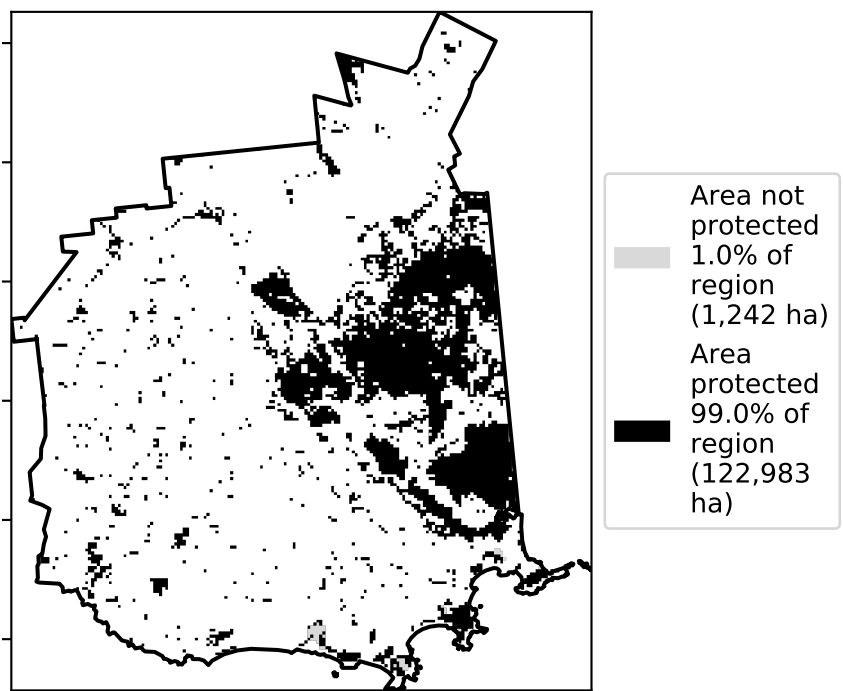 Area not
protected
1.0% of
region
(1,242 ha)
Area
protected
99.0% of
region
(122,983
ha)